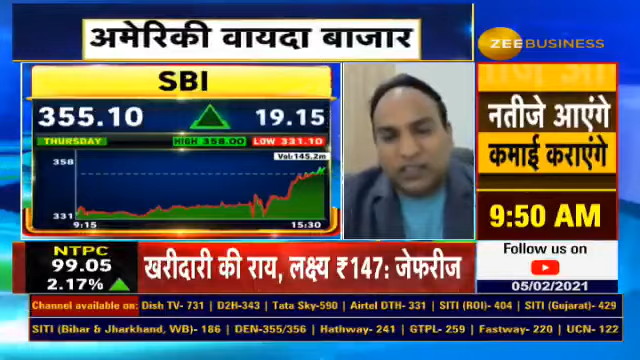 अमेरिकी वायदा बाजार
ZEE BUSINESS
SBI
355.10 19.15
THURSDAY HIGH 358.00 LOW 331.10
Vol:145.2m
358
331
9:15 15:30
नतीजे आएंगे
कमाई कराएंगे
9:50 AM
NTPC
99.05
2.17%
खरीदारी की राय, लक्ष्य ₹147: जेफरीज
Follow us on
05/02/2021
Channel available on: Dish TV- 731 | D2H-343 | Tata Sky-590 | Airtel DTH- 331 | SITI (ROI)- 404 | SITI (Gujarat)- 429
SITI (Bihar & Jharkhand, WB)- 186 | DEN-355/356 | Hathway- 241 | GTPL- 259 | Fastway- 220 | UCN- 122